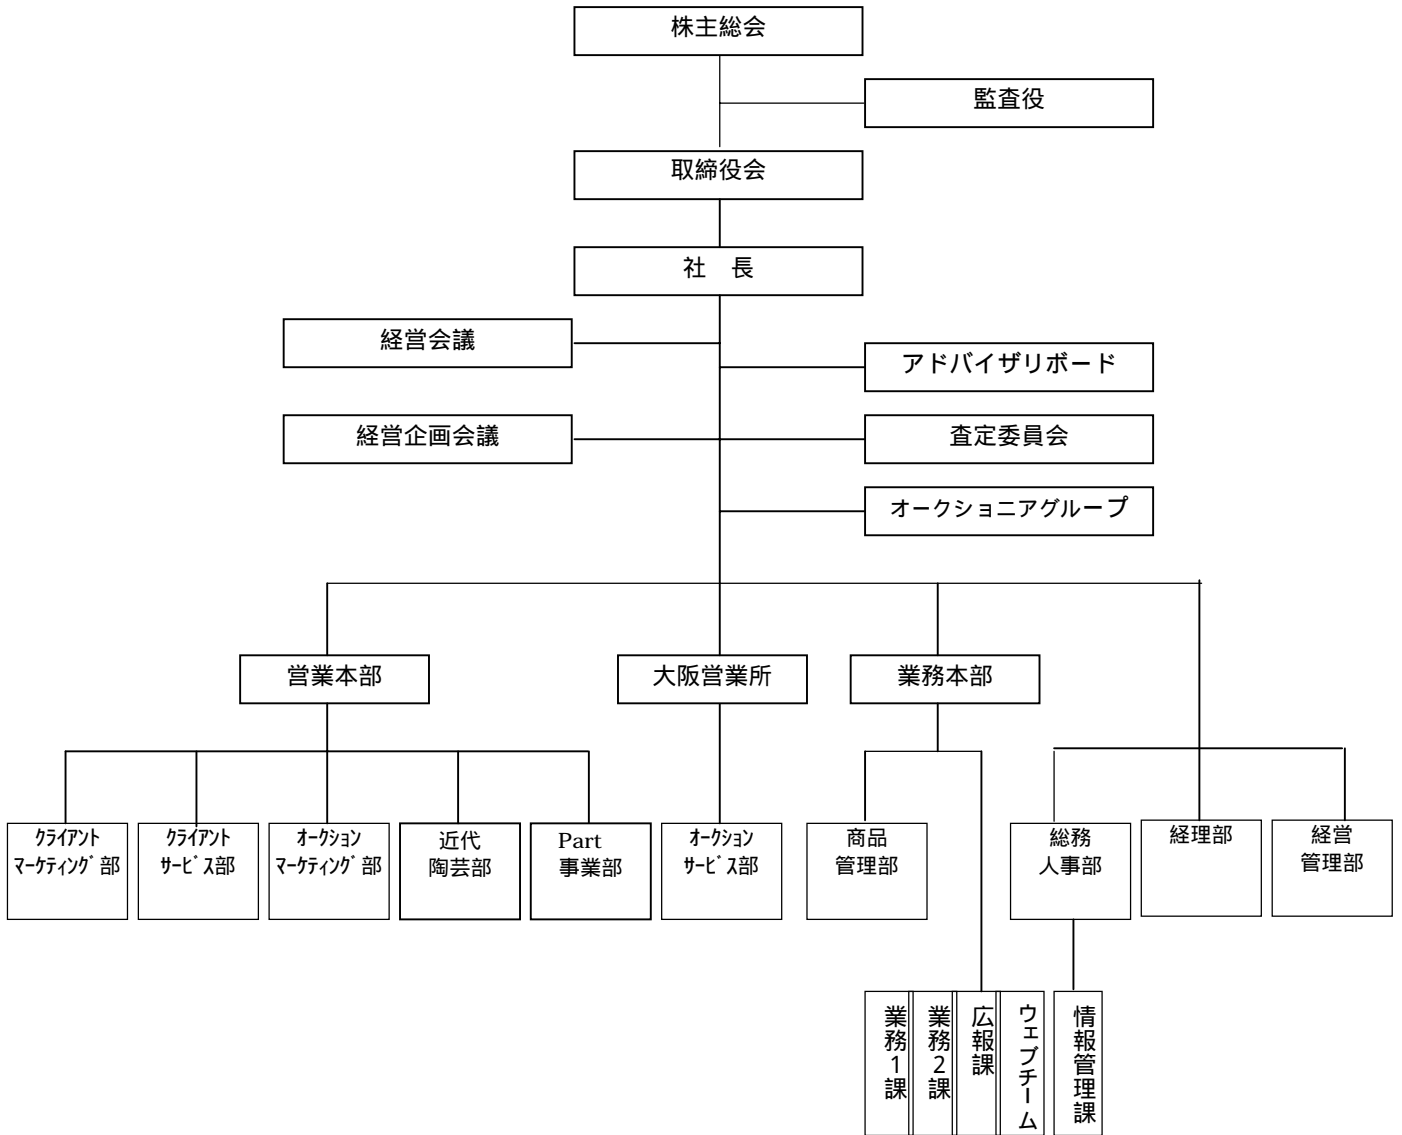 株主総会
監査役
取締役会
社　長
経営会議
アドバイザリボード
経営企画会議
査定委員会
オークショニアグループ
営業本部
大阪営業所
業務本部
ｸﾗｲｱﾝﾄ
ﾏｰｹﾃｨﾝｸﾞ部
ｸﾗｲｱﾝﾄ
ｻｰﾋﾞｽ部
ｵｰｸｼｮﾝ
ﾏｰｹﾃｨﾝｸﾞ部
近代
陶芸部
Part
事業部
ｵｰｸｼｮﾝ
ｻｰﾋﾞｽ部
商品
管理部
総務
人事部
経理部
経営
管理部
業務1課
業務2課
広報課
ウェブチーム
情報管理課